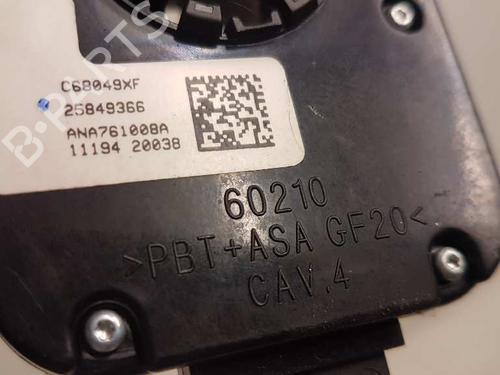 C68049XF
25849366
ANA761008A
11194 20038
60210
>PBT+ASA GF20<
CAV.4
B-PARTS